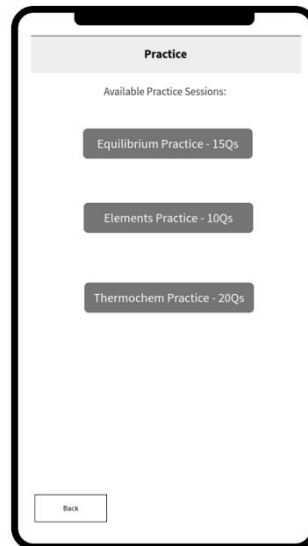 Practice
Available Practice Sessions:
Equilibrium Practice - 15Qs
Elements Practice - 10Qs
Thermochem Practice - 20Qs
Back